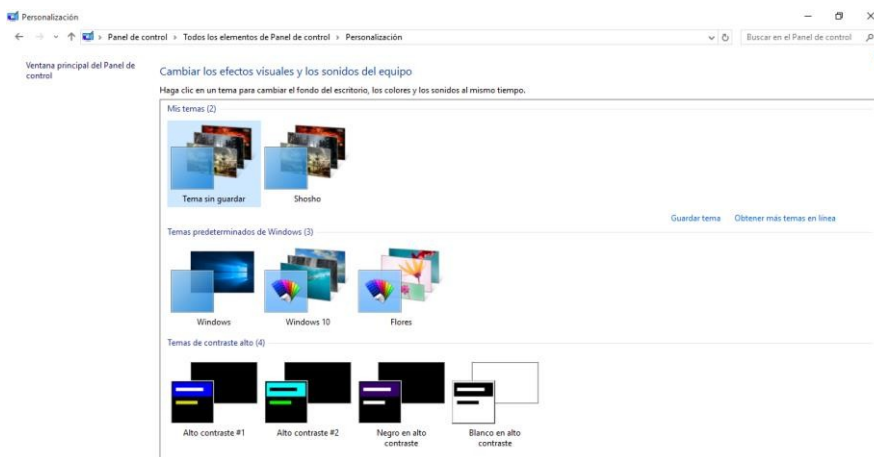 Personalización
Panel de control > Todos los elementos de Panel de control > Personalización
Buscar en el Panel de control
Ventana principal del Panel de
control
Cambiar los efectos visuales y los sonidos del equipo
Haga clic en un tema para cambiar el fondo del escritorio, los colores y los sonidos al mismo tiempo.
Mis temas (2)
Tema sin guardar
Shosho
Guardar tema
Obtener más temas en línea
Temas predeterminados de Windows (3)
Windows
Windows 10
Flores
Temas de contraste alto (4)
Alto contraste #1
Alto contraste #2
Negro en alto
contraste
Blanco en alto
contraste